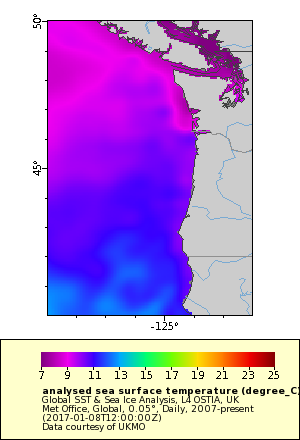 50°
45°
-125°
7 9 11 13 15 17 19 21 23 25
analysed sea surface temperature (degree_C)
Global SST & Sea Ice Analysis, L4 OSTIA, UK
Met Office, Global, 0.05°, Daily, 2007-present
(2017-01-08T12:00:00Z)
Data courtesy of UKMO